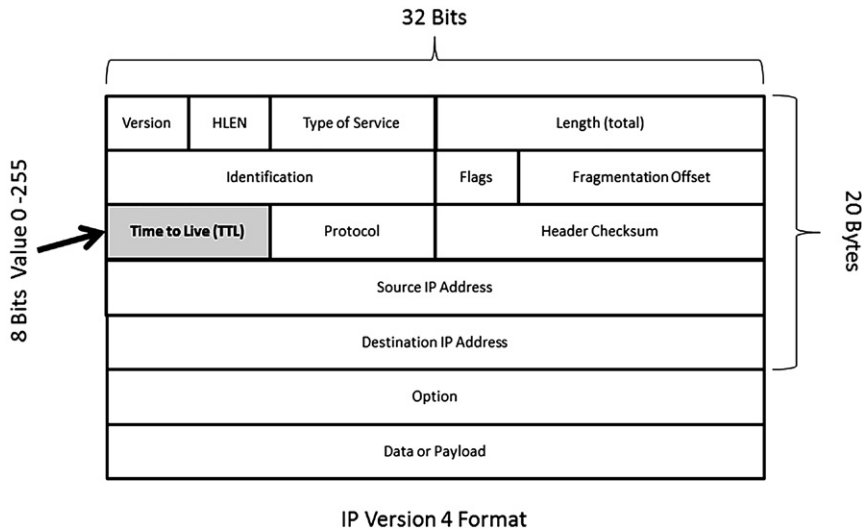 32 Bits
Version HLEN Type of Service Length (total)
Identification Flags Fragmentation Offset
Time to Live (TTL) Protocol Header Checksum
Source IP Address
Destination IP Address
Option
Data or Payload
8 Bits Value 0 -255
20 Bytes
IP Version 4 Format